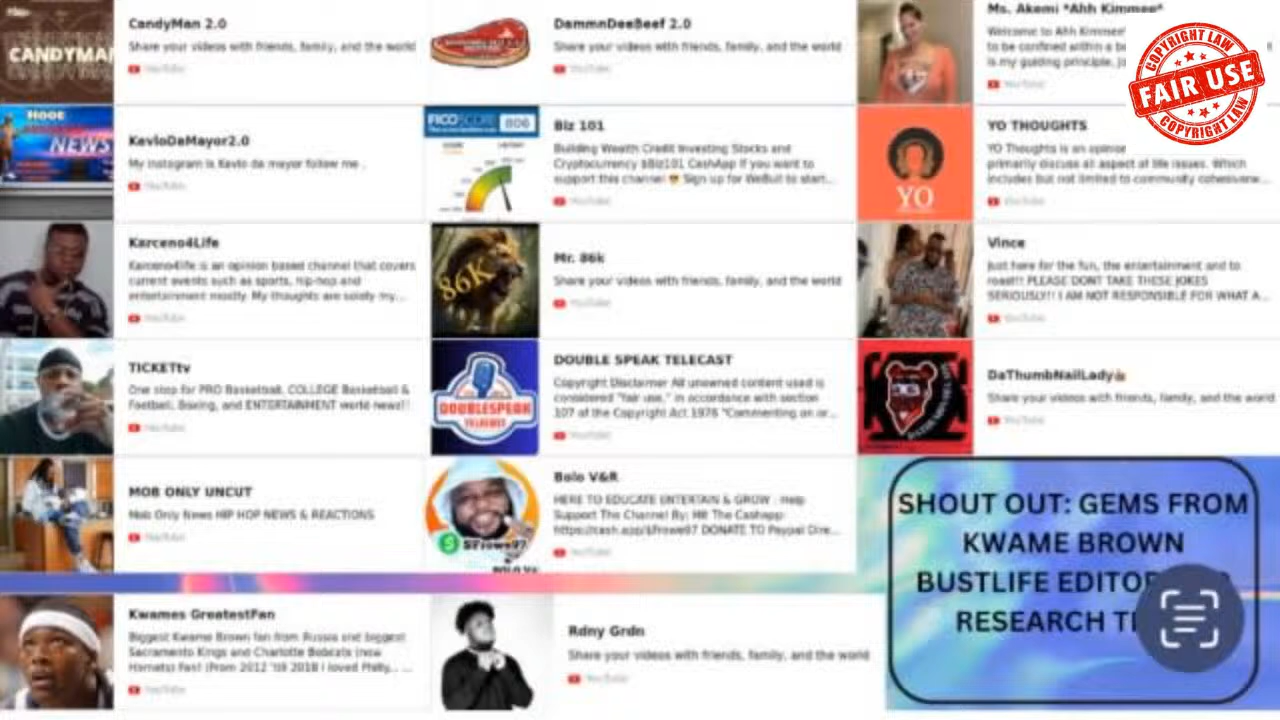 CANDYMAN
CandyMan 2.0
Share your videos with friends, family, and the world
YouTube
DammnDeeBeef 2.0
Share your videos with friends, family, and the world
YouTube
Ms. Akemi *Ahh Kimmee*
Welcome to Ahh Kimmee
to be confined within a
is my guiding principle,
YouTube
COPYRIGHT LAW
FAIR USE
COPYRIGHT LAW
NEWS
KevloDaMayor2.0
My instagram is Kevlo da mayor follow me .
YouTube
FICO SCORE 806
Biz 101
Building Wealth Credit Investing Stocks and
Cryptocurrency $Biz101 CashApp If you want to
support this channel 😎 Sign up for WeBull to start...
YouTube
YO
YO THOUGHTS
YO Thoughts is an opinion
primarily discuss all aspect of life issues. Which
includes but not limited to community cohesivene...
YouTube
Karceno4Life
Karceno4life is an opinion based channel that covers
current events such as sports, hip-hop and
entertainment mostly. My thoughts are solely my...
YouTube
86K
Mr. 86k
Share your videos with friends, family, and the world
YouTube
Vince
Just here for the fun, the entertainment and to
roast!! PLEASE DONT TAKE THESE JOKES
SERIOUSLY!! I AM NOT RESPONSIBLE FOR WHAT A...
YouTube
TICKETtv
One stop for PRO Basketball, COLLEGE Basketball &
Football, Boxing, and ENTERTAINMENT world news!!
YouTube
DOUBLESPEAK
TELECAST
DOUBLE SPEAK TELECAST
Copyright Disclaimer All unowned content used is
considered "fair use," in accordance with section
107 of the Copyright Act 1976 "Commenting on or...
YouTube
DaThumbNailLady
Share your videos with friends, family, and the world
YouTube
MOB ONLY UNCUT
Mob Only News HIP HOP NEWS & REACTIONS
YouTube
$Frowe97
Bolo V&R
HERE TO EDUCATE ENTERTAIN & GROW : Help
Support The Channel By: Hit The Cashapp:
https://cash.app/$frowe97 DONATE TO Paypal Dire...
YouTube
SHOUT OUT: GEMS FROM
KWAME BROWN
BUSTLIFE
RESEARCH
Kwames GreatestFan
Biggest Kwame Brown fan from Russia and biggest
Sacramento Kings and Charlotte Bobcats (now
Hornets) Fan! (From 2012 'till 2018 I loved Philly... ...
YouTube
Rdny Grdn
Share your videos with friends, family, and the world
YouTube